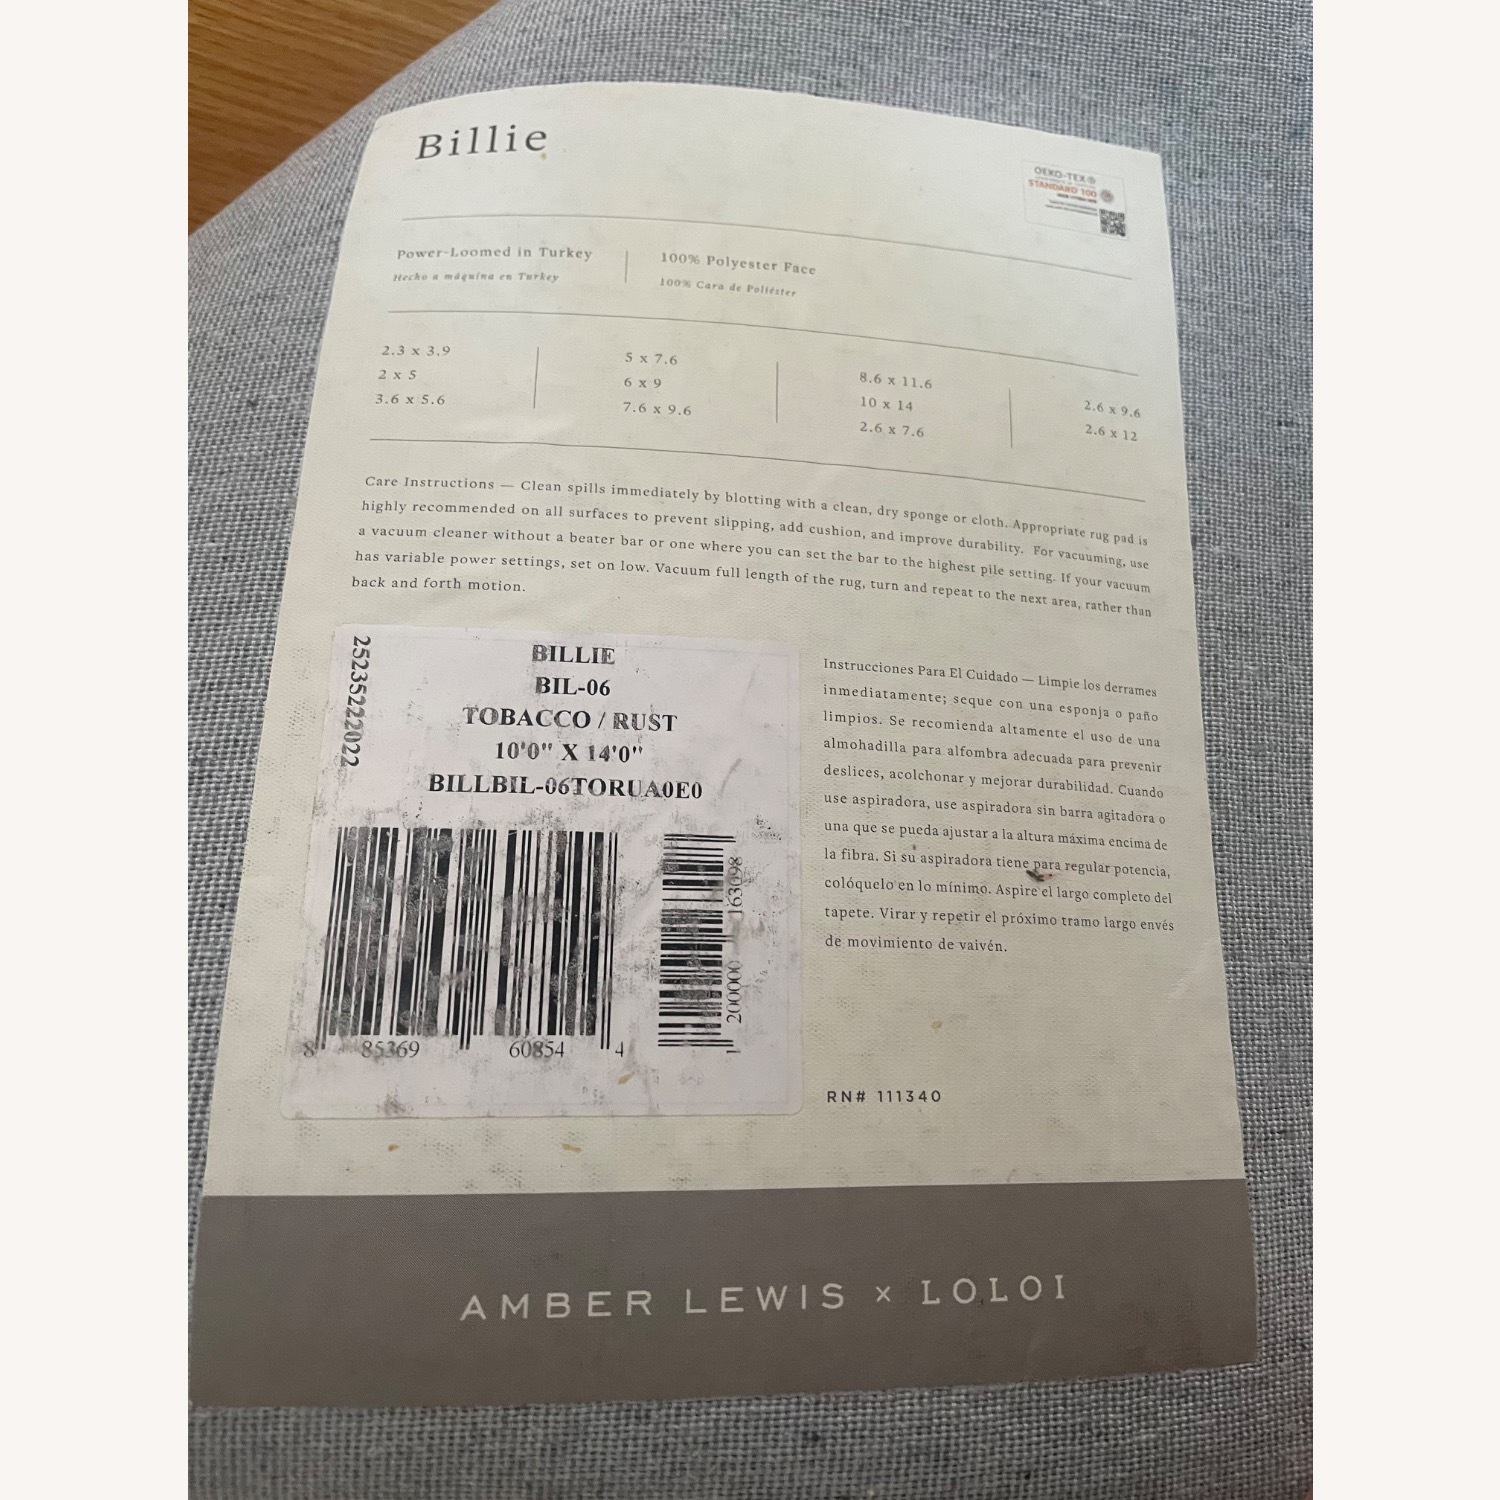 Billie
OEKO-TEX®
STANDARD 100
Power-Loomed in Turkey
Hecho a máquina en Turkey
100% Polyester Face
100% Cara de Poliéster
2.3 x 3.9
2 x 5
3.6 x 5.6
5 x 7.6
6 x 9
7.6 x 9.6
8.6 x 11.6
10 x 14
2.6 x 7.6
2.6 x 9.6
2.6 x 12
Care Instructions — Clean spills immediately by blotting with a clean, dry sponge or cloth. Appropriate rug pad is
highly recommended on all surfaces to prevent slipping, add cushion, and improve durability. For vacuuming, use
a vacuum cleaner without a beater bar or one where you can set the bar to the highest pile setting. If your vacuum
has variable power settings, set on low. Vacuum full length of the rug, turn and repeat to the next area, rather than
back and forth motion.
25235222022
BILLIE
BIL-06
TOBACCO / RUST
10'0" X 14'0"
BILLBIL-06TORUA0E0
8 85369 60854 4
1 200000 163098
Instrucciones Para El Cuidado — Limpie los derrames
inmediatamente; seque con una esponja o paño
limpios. Se recomienda altamente el uso de una
almohadilla para alfombra adecuada para prevenir
deslices, acolchonar y mejorar durabilidad. Cuando
use aspiradora, use aspiradora sin barra agitadora o
una que se pueda ajustar a la altura máxima encima de
la fibra. Si su aspiradora tiene para regular potencia,
colóquelo en lo mínimo. Aspire el largo completo del
tapete. Virar y repetir el próximo tramo largo envés
de movimiento de vaivén.
RN# 111340
AMBER LEWIS x LOLOI